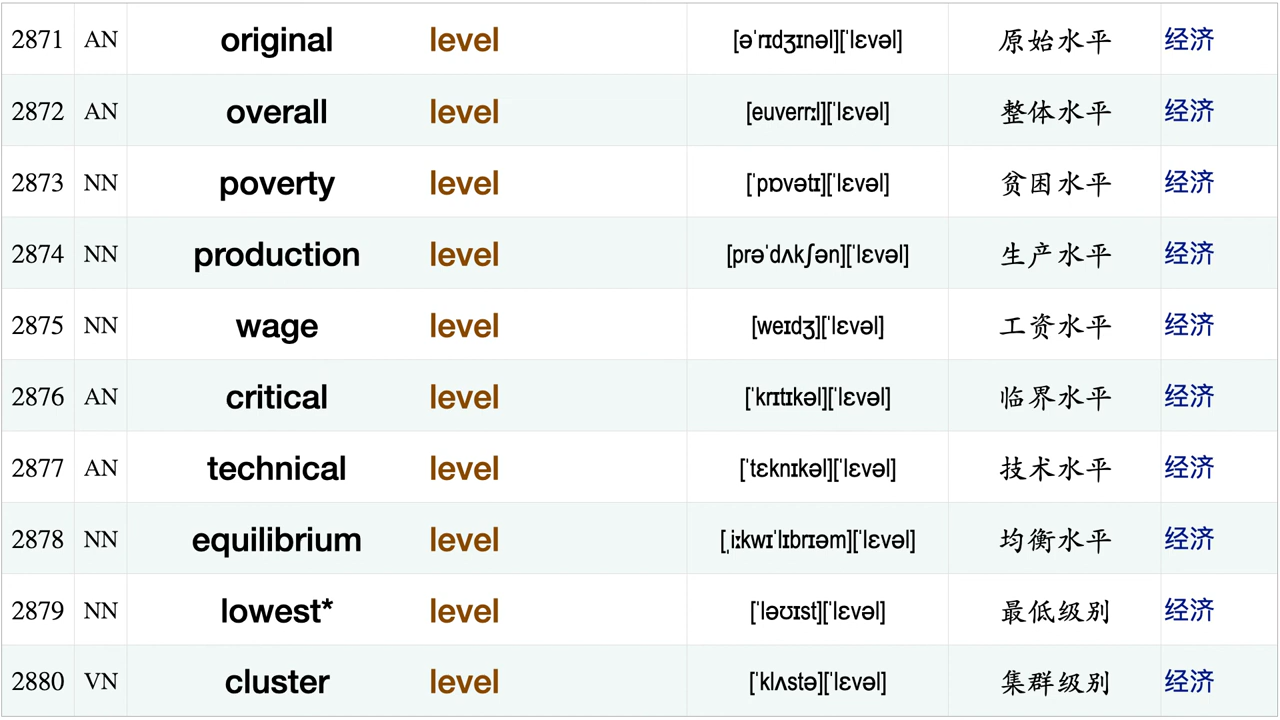 2871 AN original level [əˈrɪdʒɪnəl][ˈlɛvəl] 原始水平 经济
2872 AN overall level [euverrːl][ˈlɛvəl] 整体水平 经济
2873 NN poverty level [ˈpɒvətɪ][ˈlɛvəl] 贫困水平 经济
2874 NN production level [prəˈdʌkʃən][ˈlɛvəl] 生产水平 经济
2875 NN wage level [weɪdʒ][ˈlɛvəl] 工资水平 经济
2876 AN critical level [ˈkrɪtɪkəl][ˈlɛvəl] 临界水平 经济
2877 AN technical level [ˈtɛknɪkəl][ˈlɛvəl] 技术水平 经济
2878 NN equilibrium level [ˌiːkwɪˈlɪbrɪəm][ˈlɛvəl] 均衡水平 经济
2879 NN lowest* level [ˈləʊɪst][ˈlɛvəl] 最低级别 经济
2880 VN cluster level [ˈklʌstə][ˈlɛvəl] 集群级别 经济